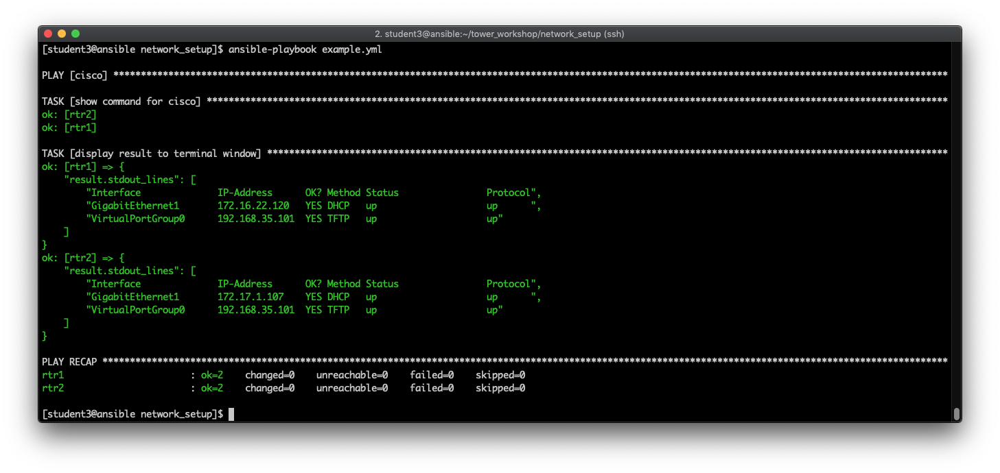 2. student3@ansible:~/tower_workshop/network_setup (ssh)
[student3@ansible network_setup]$ ansible-playbook example.yml
PLAY [cisco] ********************************************************************************************************************************************************
TASK [show command for cisco] ***************************************************************************************************************************************
ok: [rtr2]
ok: [rtr1]
TASK [display result to terminal window] ****************************************************************************************************************************
ok: [rtr1] => {
    "result.stdout_lines": [
        "Interface              IP-Address      OK? Method Status                Protocol",
        "GigabitEthernet1       172.16.22.120   YES DHCP   up                    up      ",
        "VirtualPortGroup0      192.168.35.101  YES TFTP   up                    up"
    ]
}
ok: [rtr2] => {
    "result.stdout_lines": [
        "Interface              IP-Address      OK? Method Status                Protocol",
        "GigabitEthernet1       172.17.1.107    YES DHCP   up                    up      ",
        "VirtualPortGroup0      192.168.35.101  YES TFTP   up                    up"
    ]
}
PLAY RECAP **********************************************************************************************************************************************************
rtr1                       : ok=2    changed=0    unreachable=0    failed=0    skipped=0
rtr2                       : ok=2    changed=0    unreachable=0    failed=0    skipped=0
[student3@ansible network_setup]$